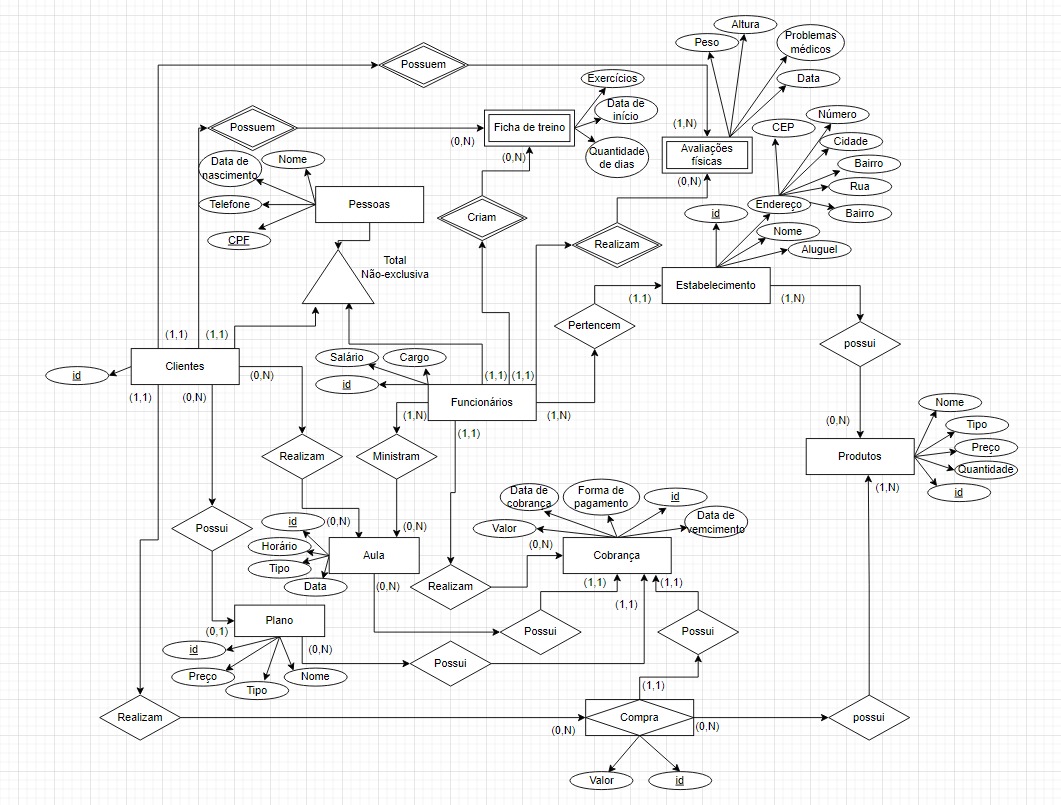 Altura
Peso
Problemas
médicos
Possuem
Data
Exercícios
Data de
início
Número
(1,N)
CEP
Possuem
Ficha de treino
Cidade
(0,N)
Avaliações
físicas
Quantidade
de dias
(0,N)
Data de
nascimento
Nome
Bairro
(0,N)
Rua
Telefone
Pessoas
Endereço
id
Bairro
Criam
CPF
Nome
Realizam
Aluguel
Total
Não-exclusiva
Estabelecimento
(1,1)
(1,N)
Pertencem
(1,1)
(1,1)
possui
Salário
Cargo
Clientes
id
(0,N)
id
(1,1)
(1,1)
(1,1)
(0,N)
Funcionários
Nome
(1,N)
(1,N)
(0,N)
Tipo
(1,1)
Preço
Realizam
Ministram
Produtos
Quantidade
(1,N)
id
Data de
cobrança
Forma de
pagamento
id
Possui
id
(0,N)
(0,N)
Valor
Data de
vemcimento
Horário
(0,N)
Aula
Cobrança
Tipo
Data
(0,N)
Realizam
(1,1)
(1,1)
(1,1)
Plano
(0,1)
Possui
Possui
id
(0,N)
Possui
Preço
Nome
Tipo
(1,1)
Realizam
Compra
possui
(0,N)
(0,N)
Valor
id